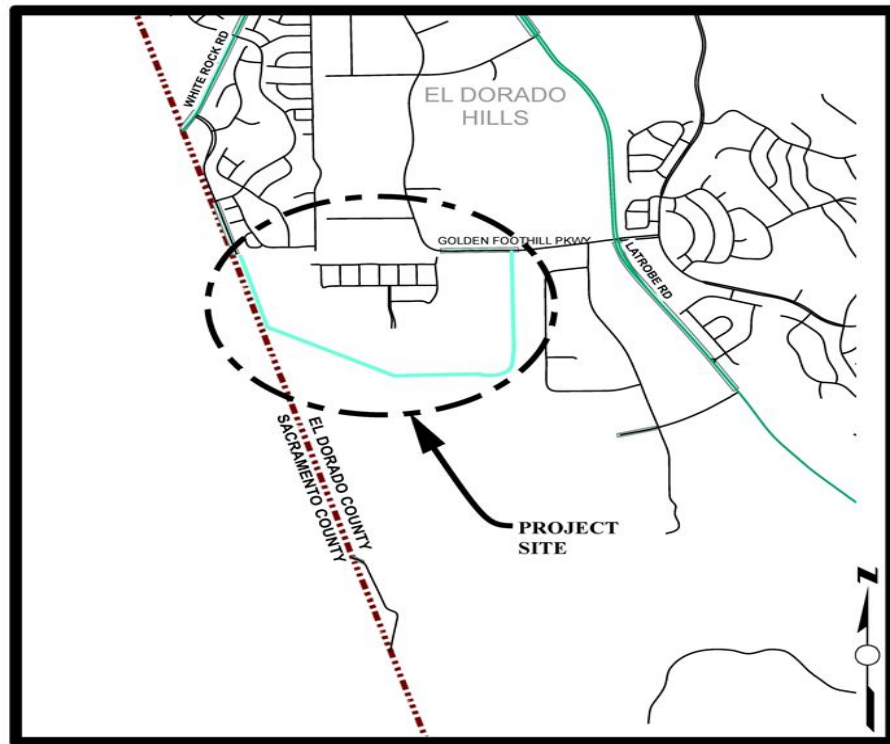 WHITE ROCK RD
EL DORADO
HILLS
GOLDEN FOOTHILL PKWY
LATROBE RD
EL DORADO COUNTY
SACRAMENTO COUNTY
PROJECT
SITE
N